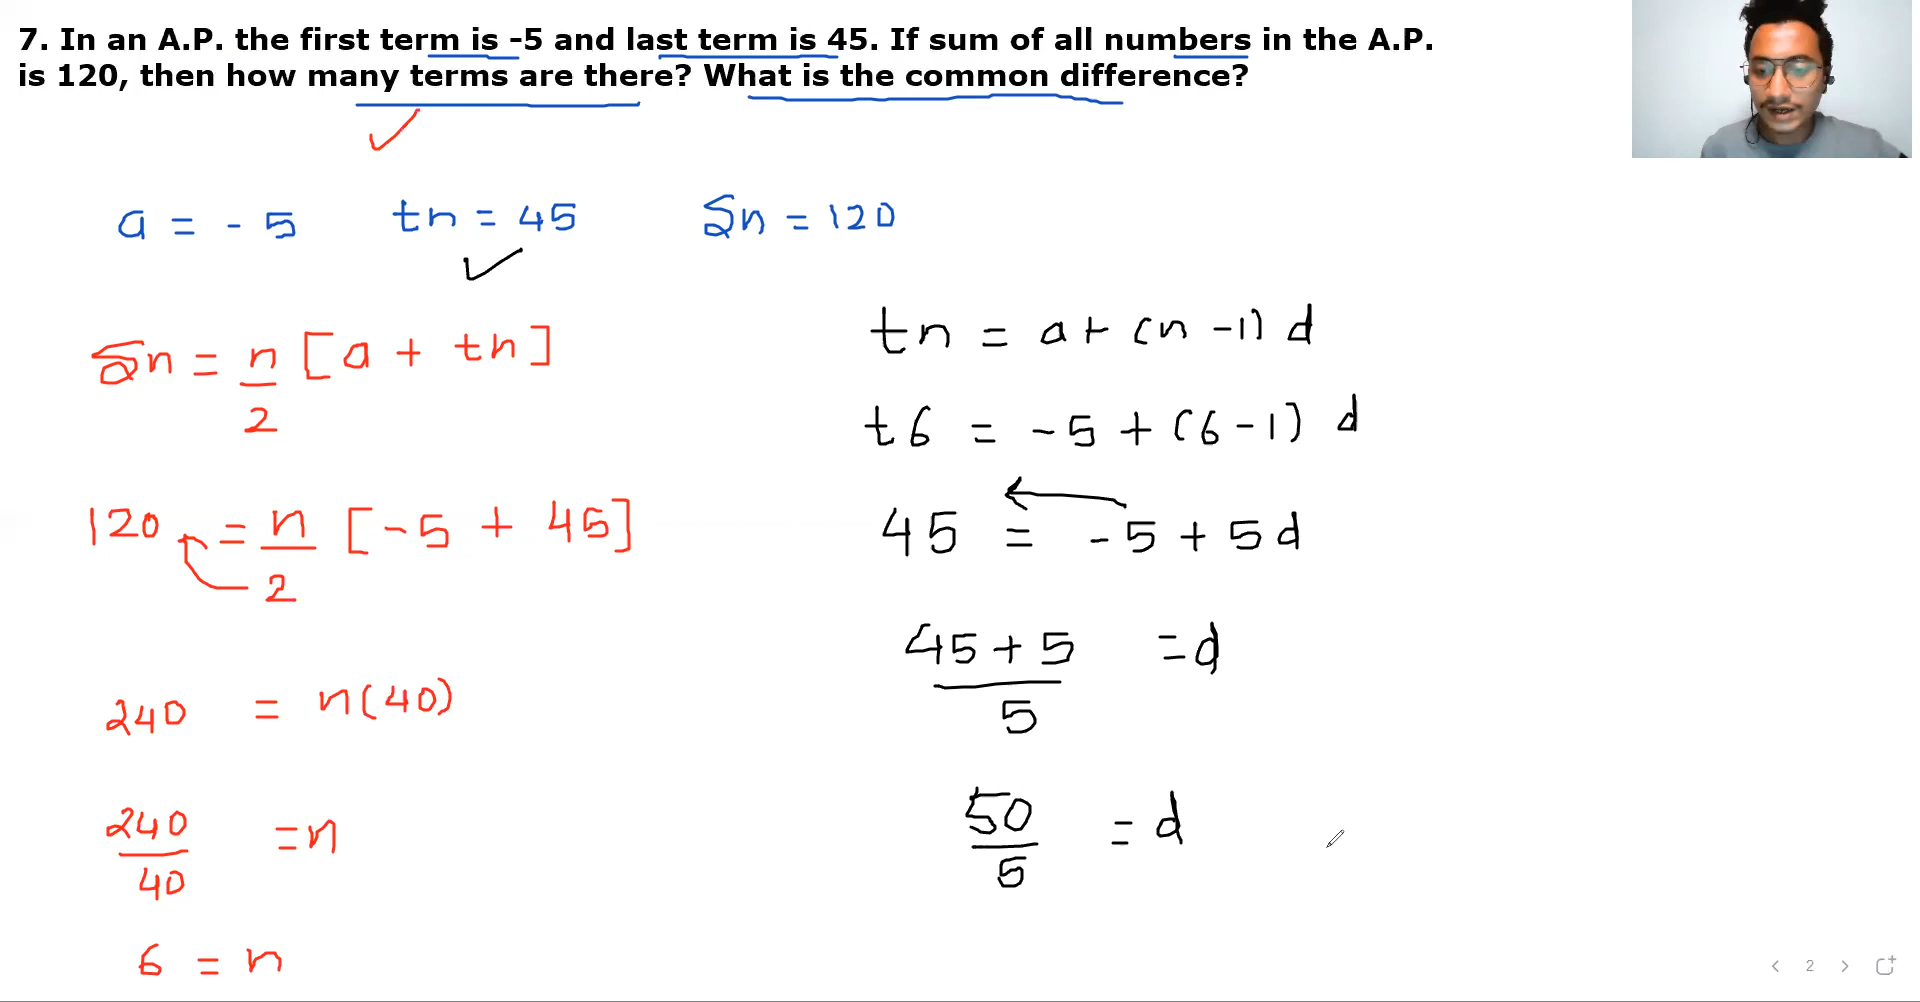 7. In an A.P. the first term is -5 and last term is 45. If sum of all numbers in the A.P.
is 120, then how many terms are there? What is the common difference?
a = - 5 tn = 45 Sn = 120
Sn = n/2 [a + tn]
120 = n/2 [-5 + 45]
240 = n(40)
240/40 = n
6 = n
tn = a + (n -1) d
t6 = -5 + (6-1) d
45 = -5 + 5d
45+5/5 = d
50/5 = d
2